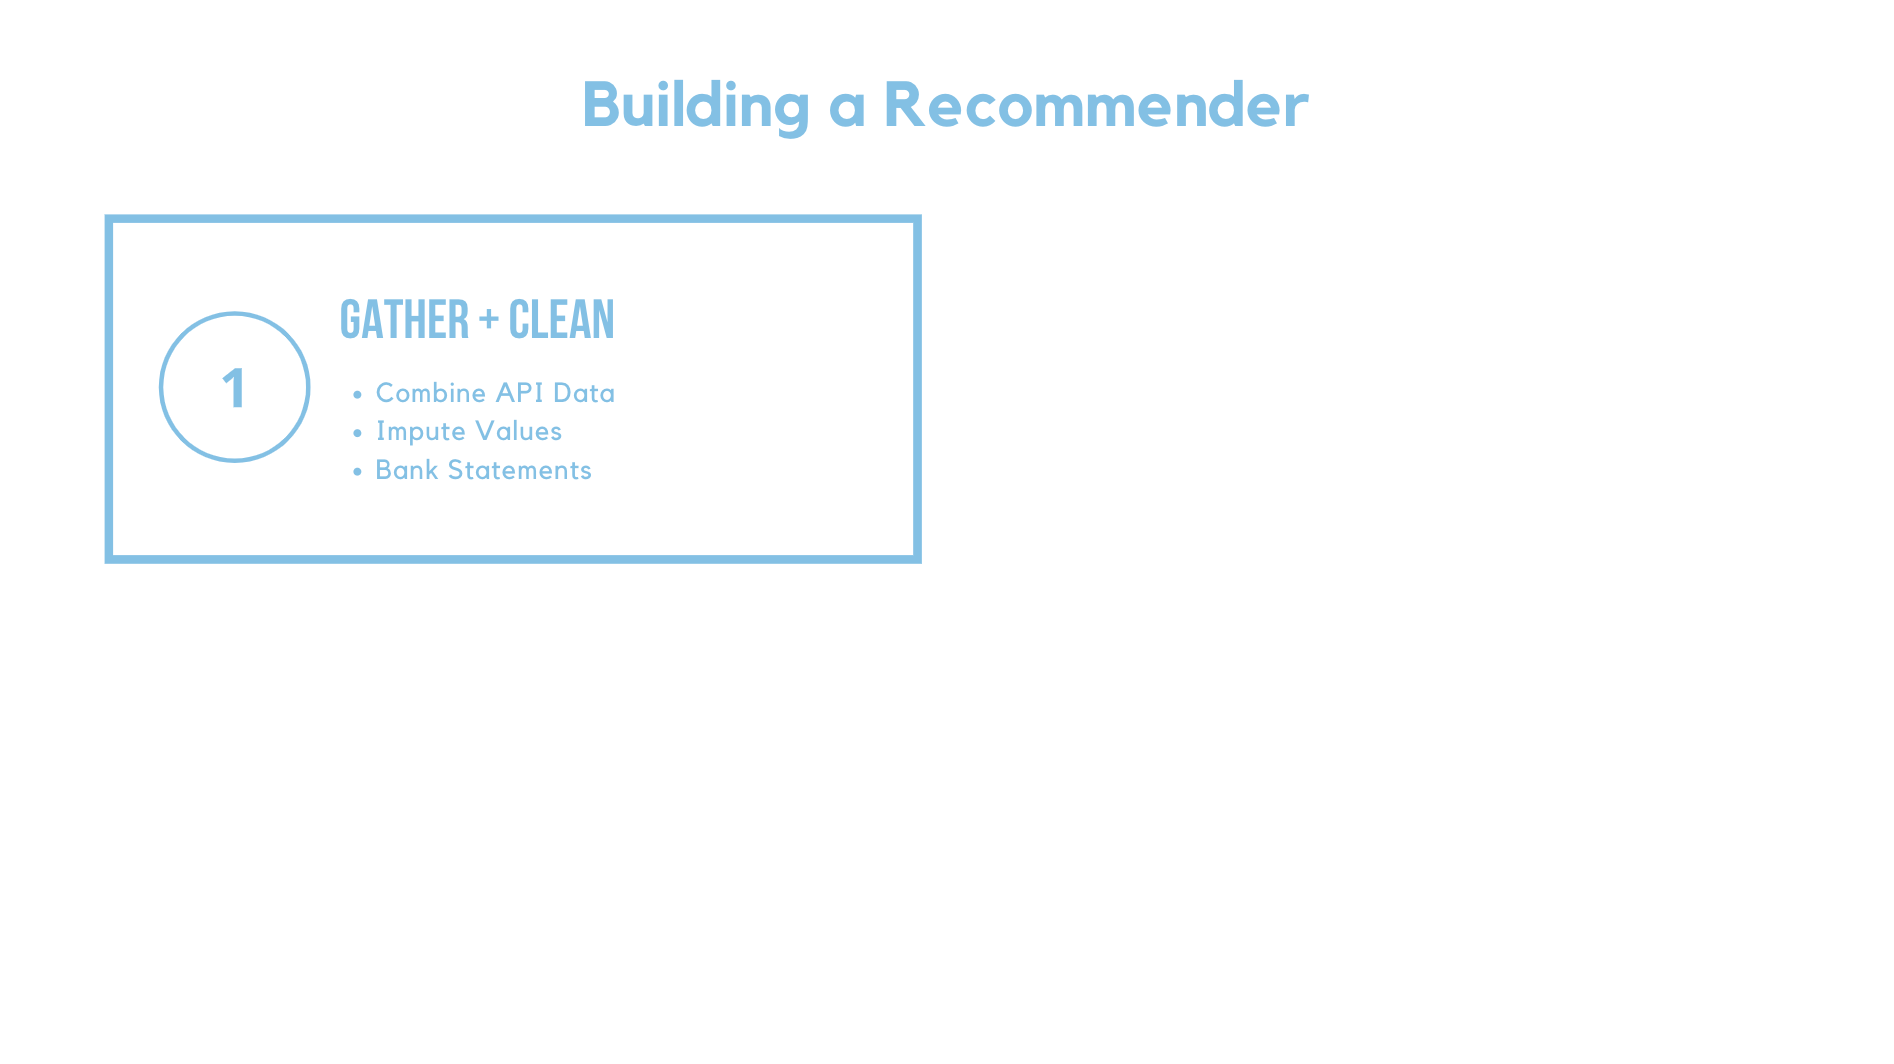 Building a Recommender
GATHER + CLEAN
1
Combine API Data
Impute Values
Bank Statements